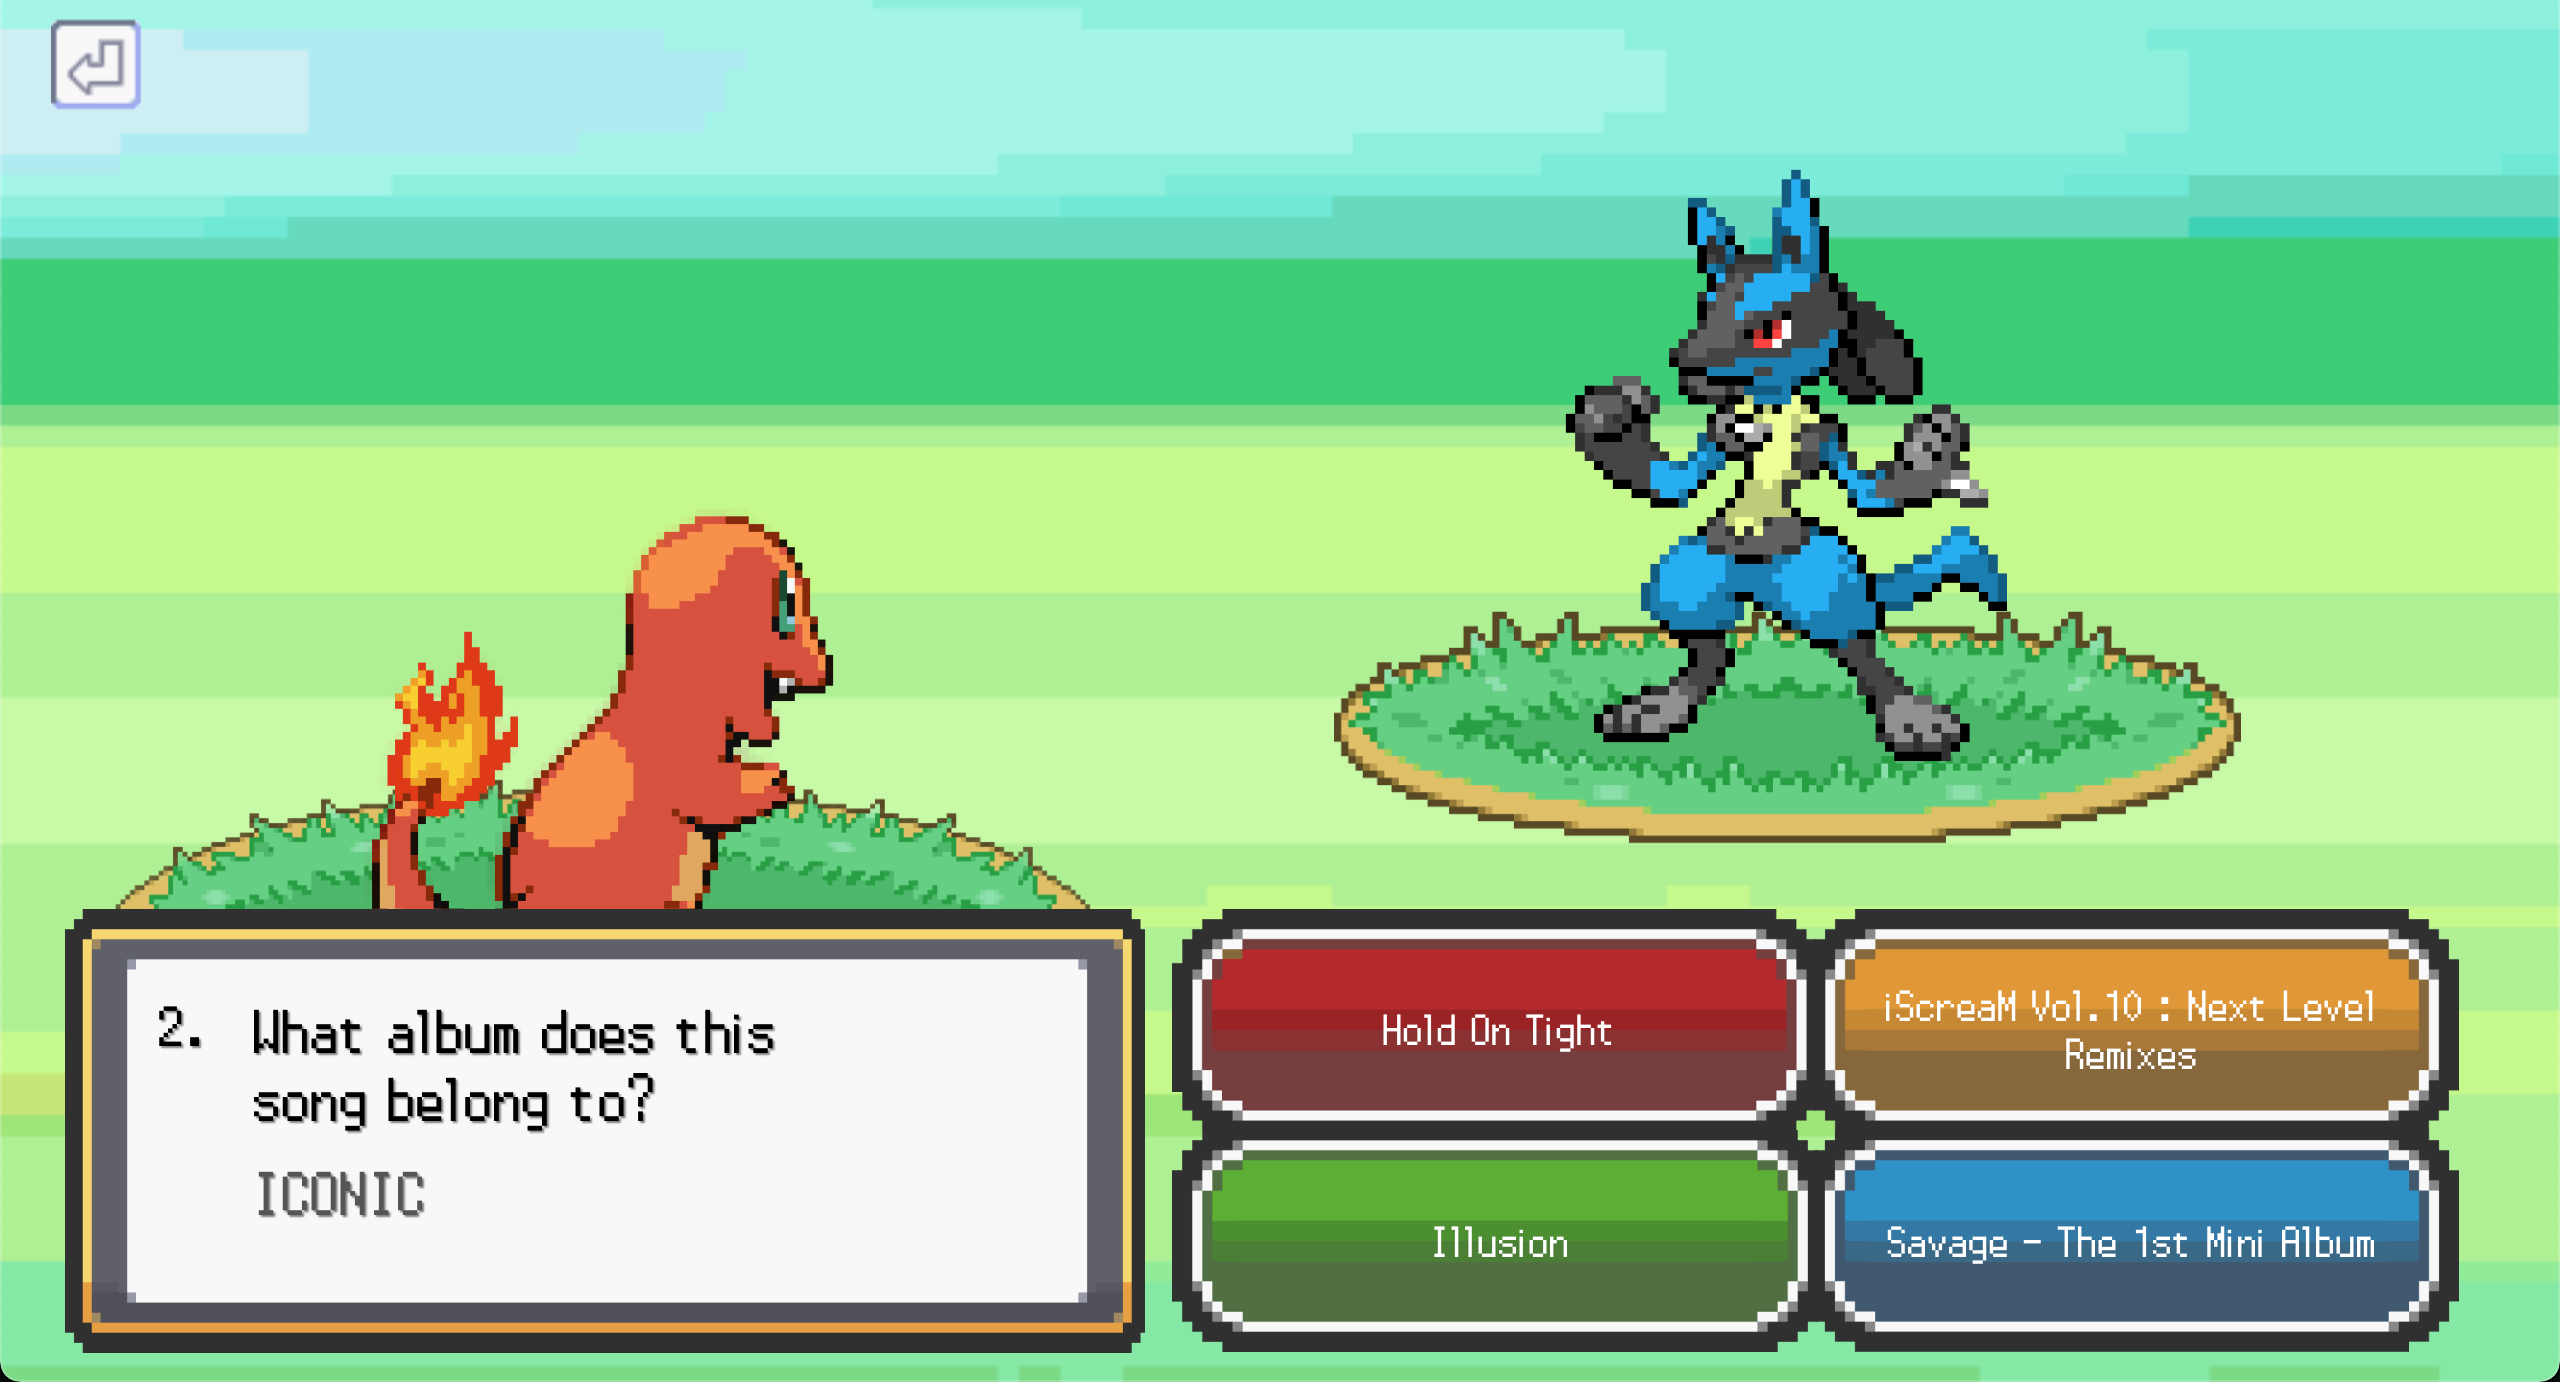 2. What album does this
song belong to?
ICONIC
Hold On Tight
iScreaM Vol.10 : Next Level
Remixes
Illusion
Savage - The 1st Mini Album